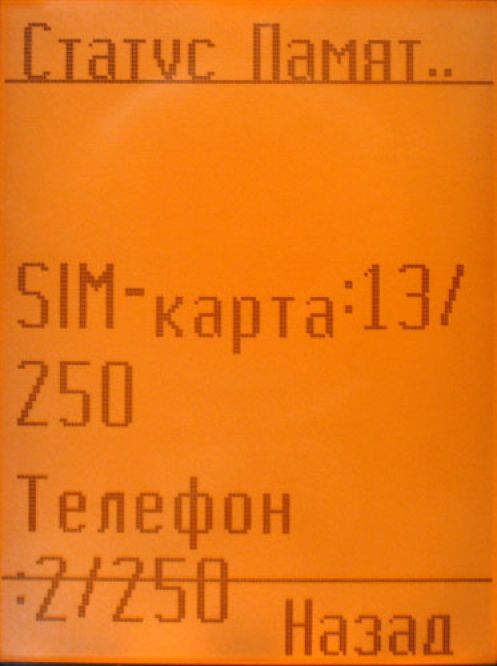 Статус Памят..
SIM-карта:13/
250
Телефон
:2/250
Назад